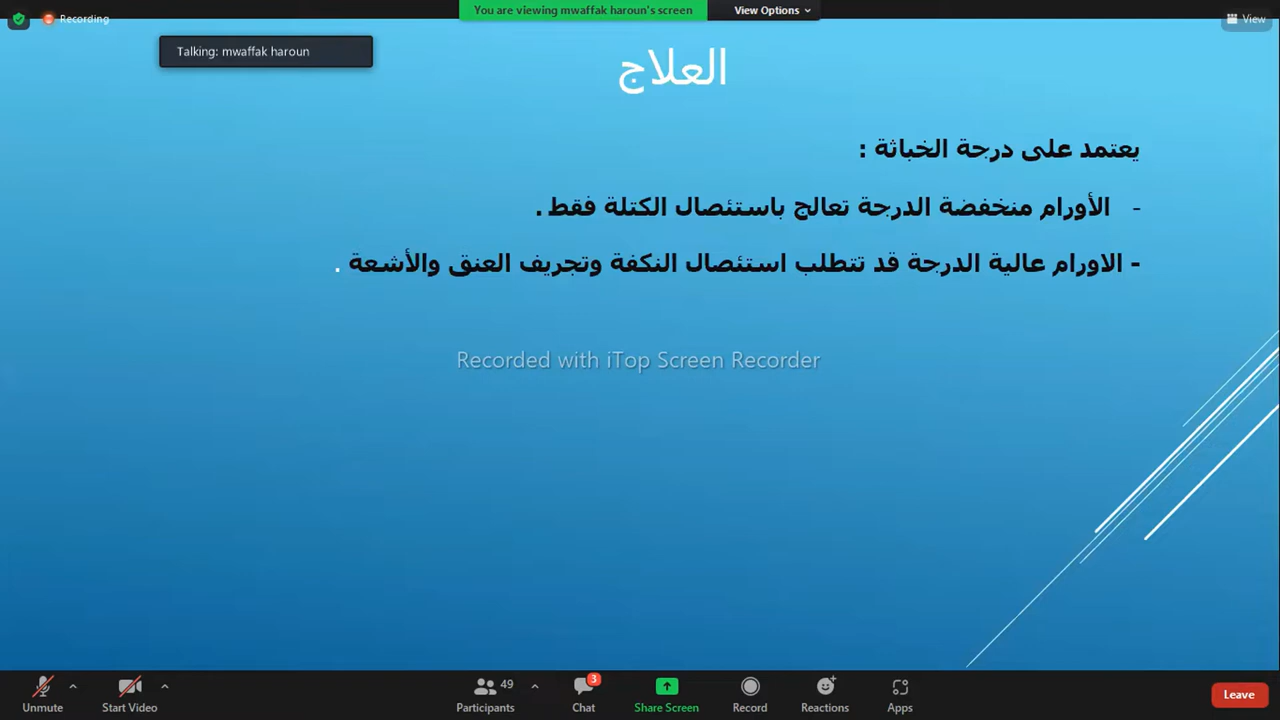 Recording
You are viewing mwaffak haroun's screen
View Options
View
Talking: mwaffak haroun
العلاج
يعتمد على درجة الخباثة :
- الأورام منخفضة الدرجة تعالج باستئصال الكتلة فقط .
- الاورام عالية الدرجة قد تتطلب استئصال النكفة وتجريف العنق والأشعة .
Recorded with iTop Screen Recorder
Unmute
Start Video
49
Participants
3
Chat
Share Screen
Record
Reactions
Apps
Leave